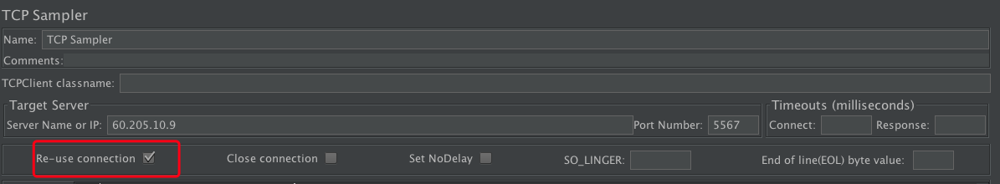 TCP Sampler
Name: TCP Sampler
Comments:
TCPClient classname:
Target Server Timeouts (milliseconds)
Server Name or IP: 60.205.10.9 Port Number: 5567 Connect: Response:
Re-use connection Close connection Set NoDelay SO_LINGER: End of line(EOL) byte value: